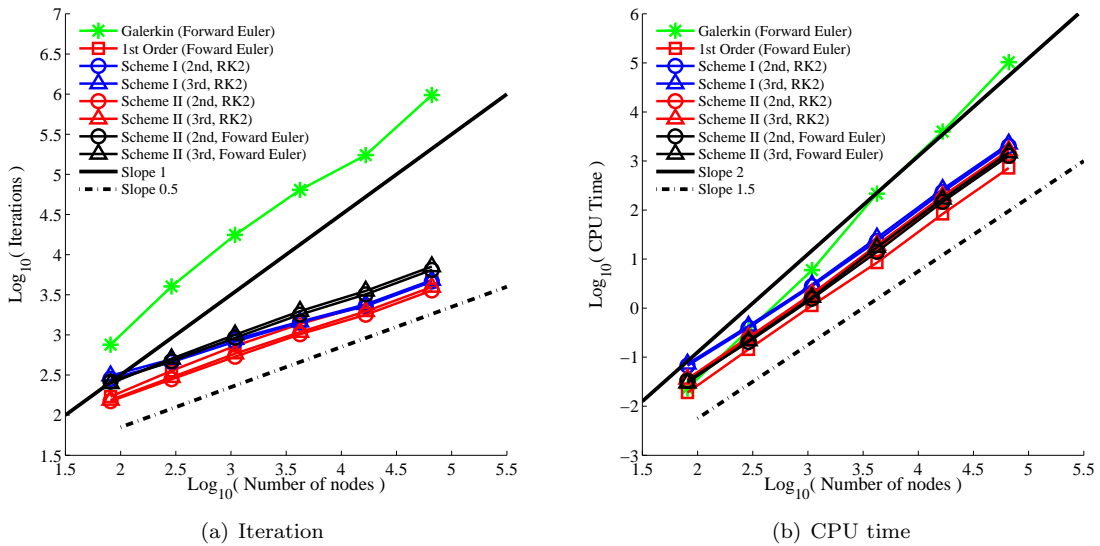 7
6.5
6
5.5
5
4.5
4
3.5
3
2.5
2
1.5
Log10( Iterations )
Galerkin (Forward Euler)
1st Order (Foward Euler)
Scheme I (2nd, RK2)
Scheme I (3rd, RK2)
Scheme II (2nd, RK2)
Scheme II (3rd, RK2)
Scheme II (2nd, Foward Euler)
Scheme II (3rd, Foward Euler)
Slope 1
Slope 0.5
1.5 2 2.5 3 3.5 4 4.5 5 5.5
Log10( Number of nodes )
(a) Iteration
6
5
4
3
2
1
0
−1
−2
−3
Log10( CPU Time )
Galerkin (Forward Euler)
1st Order (Foward Euler)
Scheme I (2nd, RK2)
Scheme I (3rd, RK2)
Scheme II (2nd, RK2)
Scheme II (3rd, RK2)
Scheme II (2nd, Foward Euler)
Scheme II (3rd, Foward Euler)
Slope 2
Slope 1.5
1.5 2 2.5 3 3.5 4 4.5 5 5.5
Log10( Number of nodes )
(b) CPU time